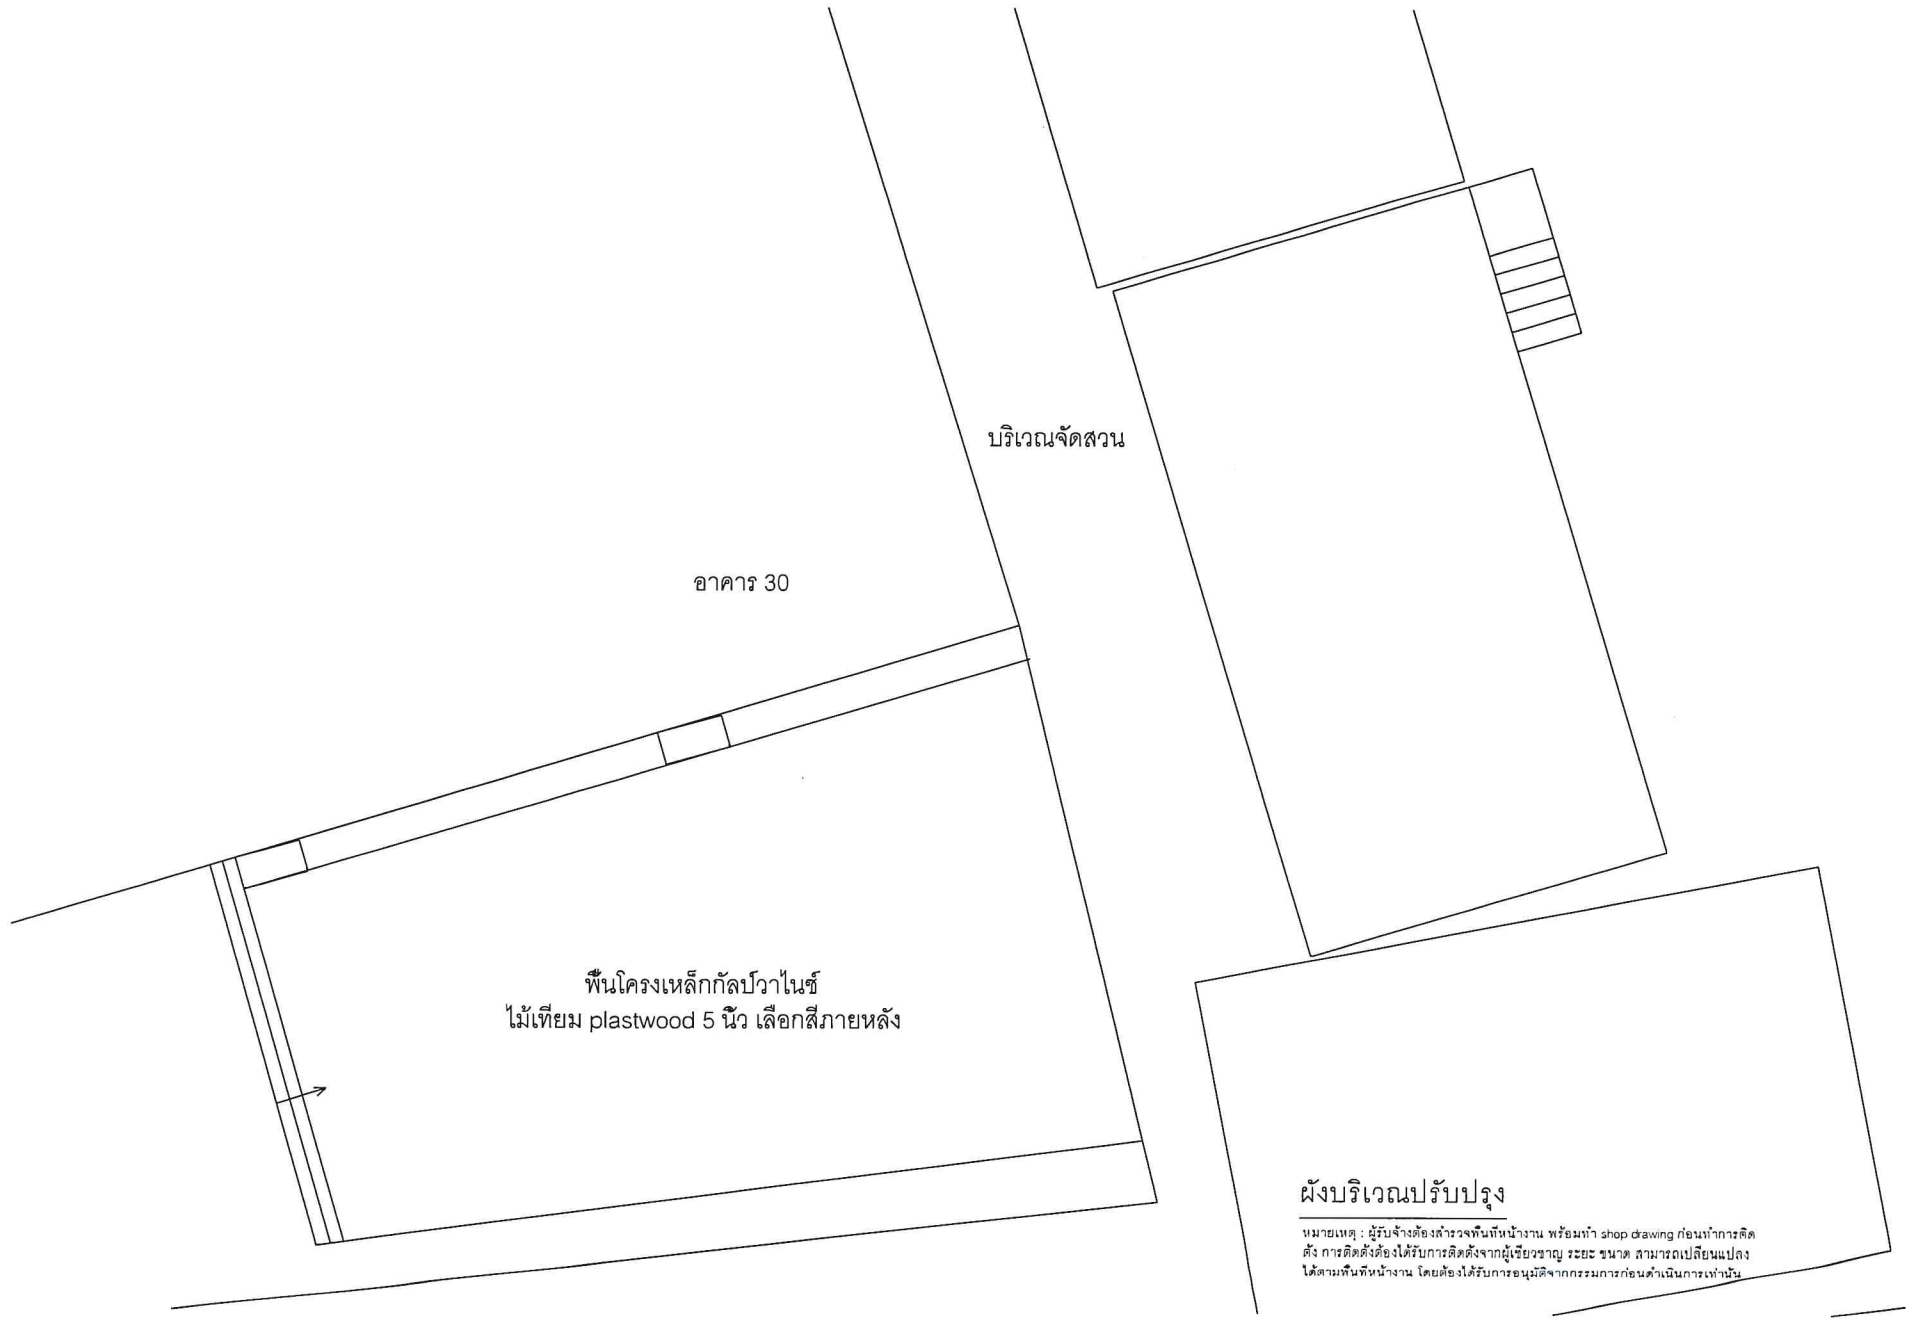 บริเวณจัดสวน
อาคาร 30
พื้นโครงเหล็กกัลป์วาไนซ์
ไม้เทียม plastwood 5 นิ้ว เลือกสีภายหลัง
ผังบริเวณปรับปรุง
หมายเหตุ : ผู้รับจ้างต้องสำรวจพื้นที่หน้างาน พร้อมทำ shop drawing ก่อนทำการติด
ตั้ง การติดตั้งต้องได้รับการติดตั้งจากผู้เชี่ยวชาญ ระยะ ขนาด สามารถเปลี่ยนแปลง
ได้ตามพื้นที่หน้างาน โดยต้องได้รับการอนุมัติจากกรรมการก่อนดำเนินการเท่านั้น